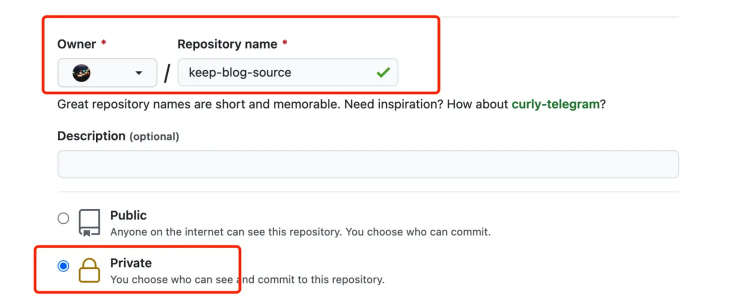 Owner * Repository name *
/ keep-blog-source
Great repository names are short and memorable. Need inspiration? How about curly-telegram?
Description (optional)
Public
Anyone on the internet can see this repository. You choose who can commit.
Private
You choose who can see and commit to this repository.